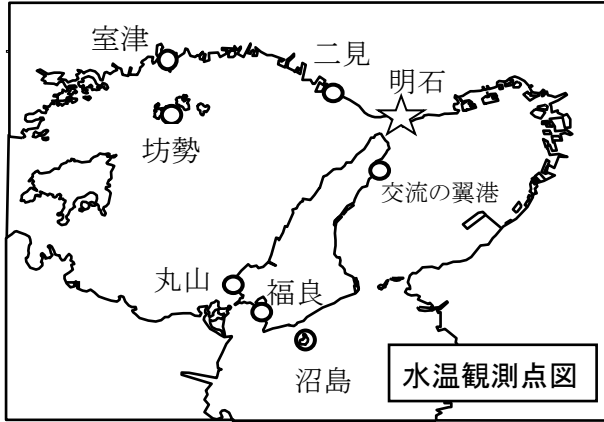 室津
二見
明石
坊勢
交流の翼港
丸山
福良
沼島
水温観測点図